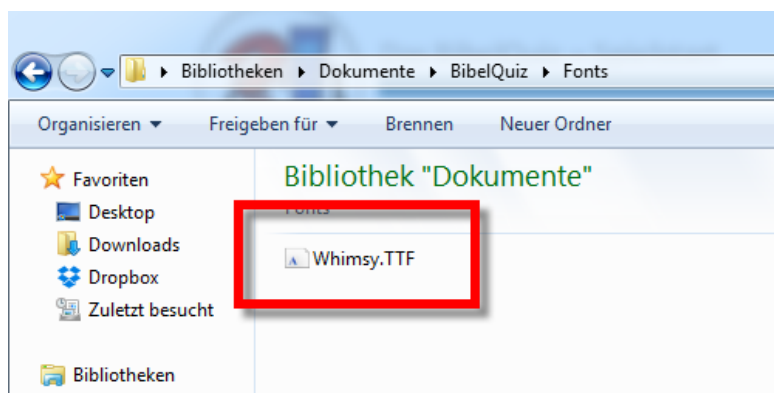 Bibliotheken ▸ Dokumente ▸ BibelQuiz ▸ Fonts
Organisieren Freigeben für Brennen Neuer Ordner
Favoriten
Desktop
Downloads
Dropbox
Zuletzt besucht
Bibliotheken
Bibliothek "Dokumente"
Fonts
Whimsy.TTF